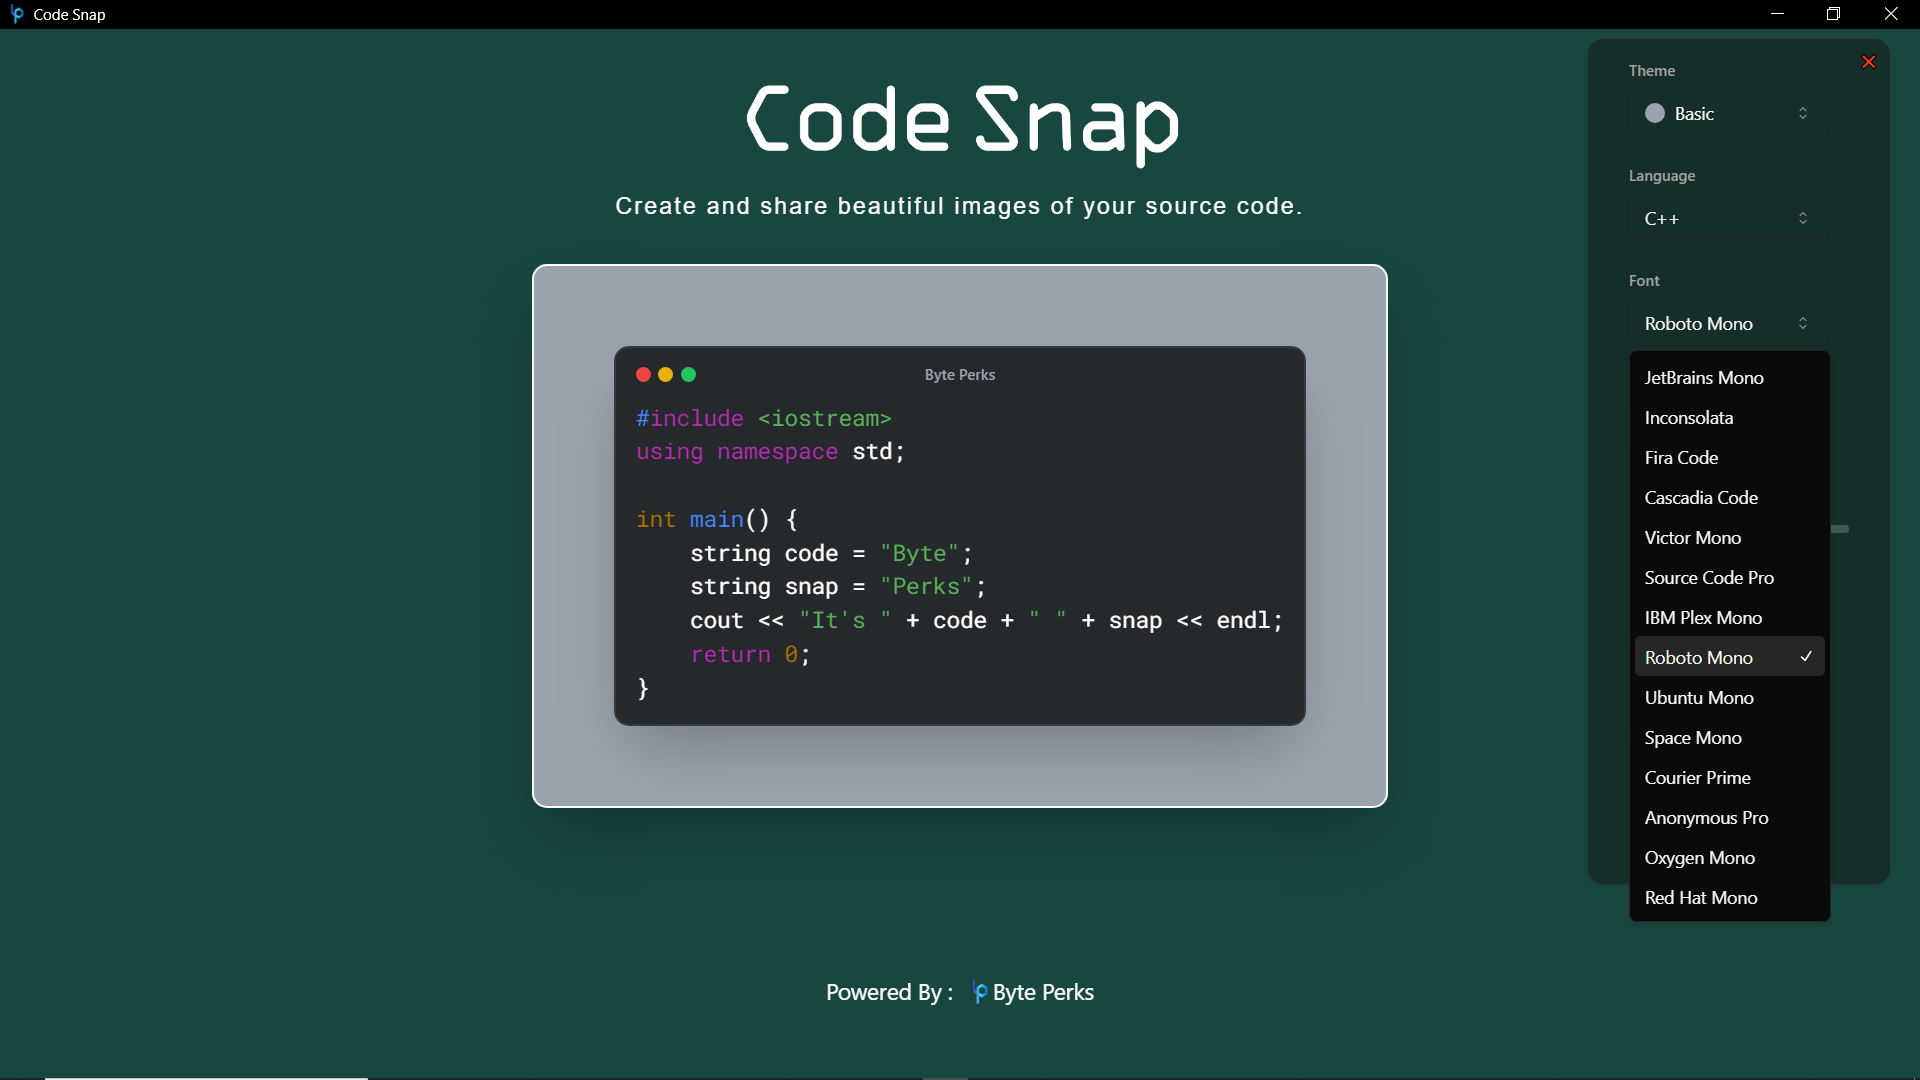 Code Snap
Code Snap
Create and share beautiful images of your source code.
Byte Perks
#include <iostream>
using namespace std;
int main() {
    string code = "Byte";
    string snap = "Perks";
    cout << "It's " + code + " " + snap << endl;
    return 0;
}
Powered By : Byte Perks
Theme
Basic
Language
C++
Font
Roboto Mono
JetBrains Mono
Inconsolata
Fira Code
Cascadia Code
Victor Mono
Source Code Pro
IBM Plex Mono
Roboto Mono
Ubuntu Mono
Space Mono
Courier Prime
Anonymous Pro
Oxygen Mono
Red Hat Mono